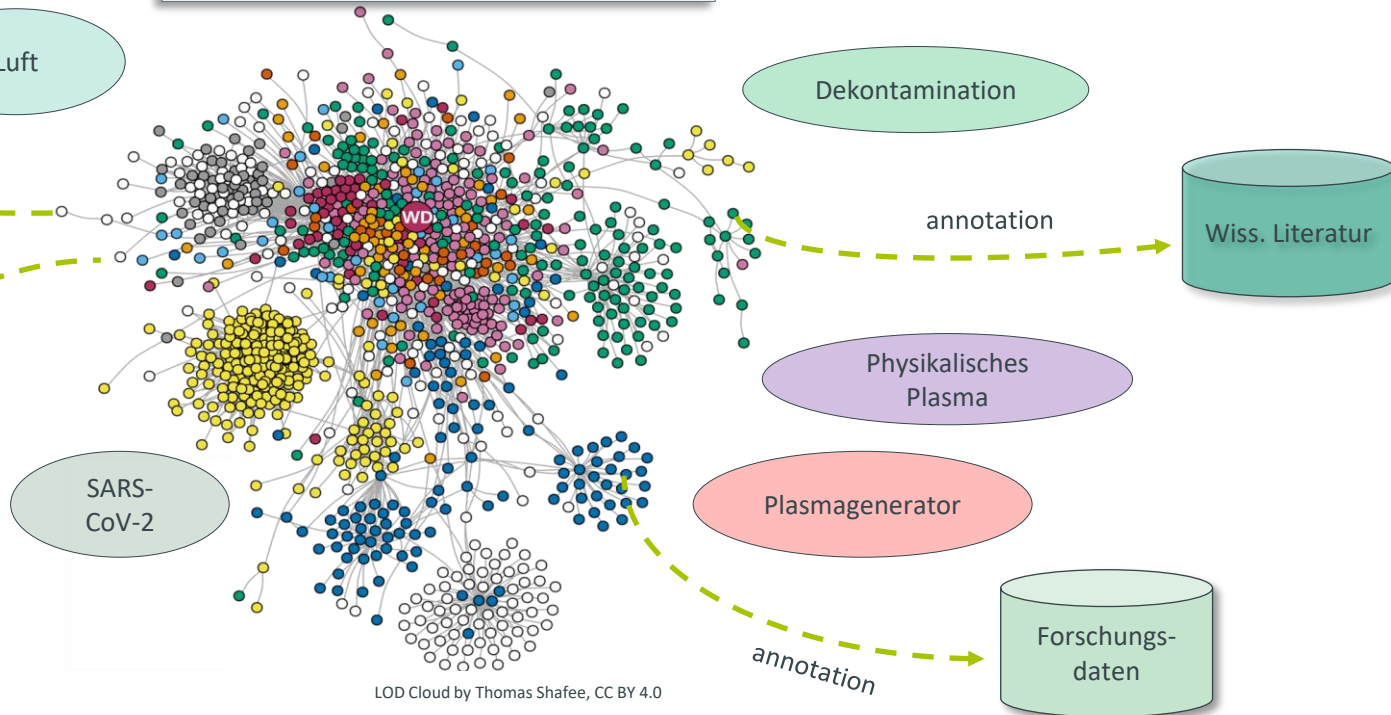 Luft
Dekontamination
WD
annotation
Wiss. Literatur
Physikalisches
Plasma
SARS-
CoV-2
Plasmagenerator
Forschungs-
daten
annotation
LOD Cloud by Thomas Shafee, CC BY 4.0